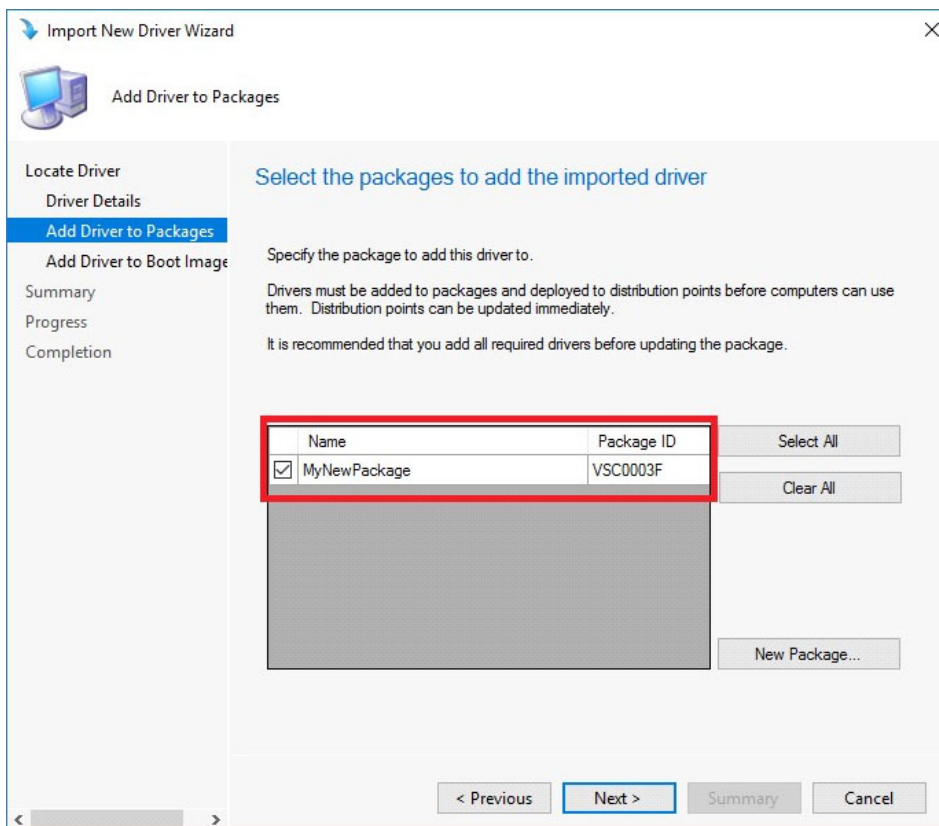 Import New Driver Wizard
Add Driver to Packages
Locate Driver
Driver Details
Add Driver to Packages
Add Driver to Boot Image
Summary
Progress
Completion
Select the packages to add the imported driver
Specify the package to add this driver to.
Drivers must be added to packages and deployed to distribution points before computers can use
them. Distribution points can be updated immediately.
It is recommended that you add all required drivers before updating the package.
Name Package ID
MyNewPackage VSC0003F
Select All
Clear All
New Package...
< Previous Next > Summary Cancel